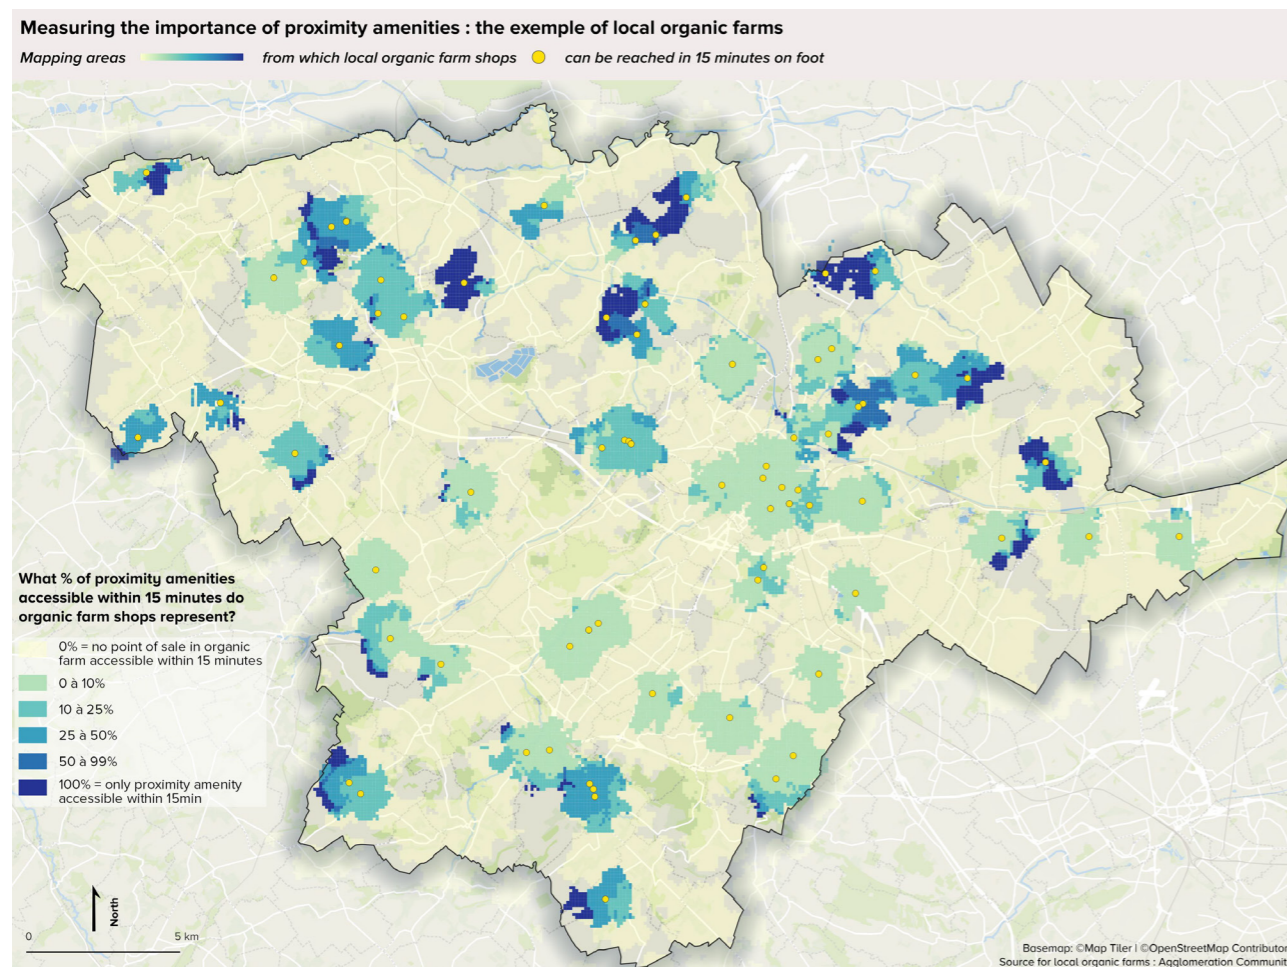 Measuring the importance of proximity amenities : the exemple of local organic farms
Mapping areas from which local organic farm shops can be reached in 15 minutes on foot
What % of proximity amenities
accessible within 15 minutes do
organic farm shops represent?
0% = no point of sale in organic
farm accessible within 15 minutes
0 à 10%
10 à 25%
25 à 50%
50 à 99%
100% = only proximity amenity
accessible within 15min
North
0 5 km
Basemap: ©Map Tiler | ©OpenStreetMap Contributor
Source for local organic farms : Agglomeration Communit